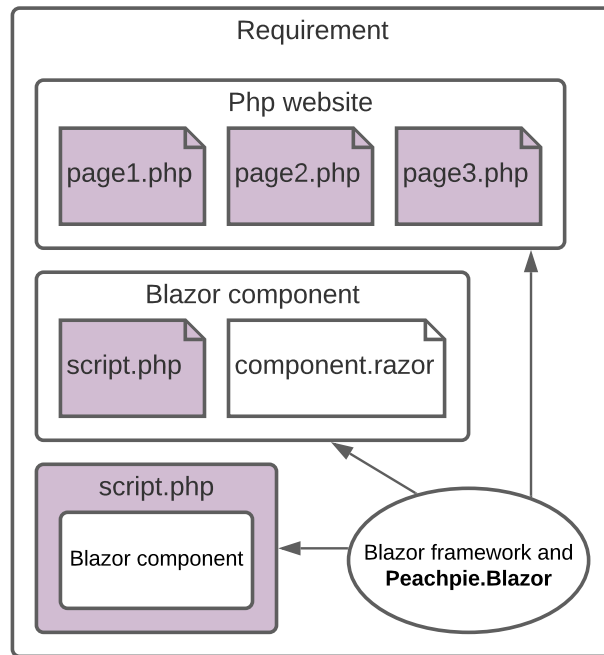 Requirement
Php website
page1.php
page2.php
page3.php
Blazor component
script.php
component.razor
script.php
Blazor component
Blazor framework and
Peachpie.Blazor